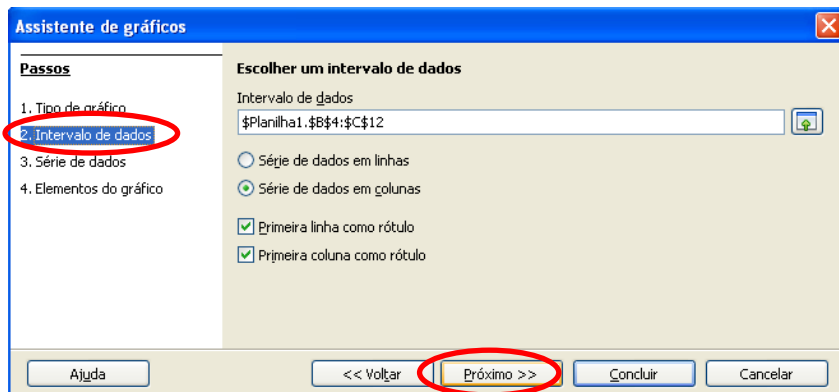 Assistente de gráficos
Passos
1. Tipo de gráfico
2. Intervalo de dados
3. Série de dados
4. Elementos do gráfico
Escolher um intervalo de dados
Intervalo de dados
$Planilha1.$B$4:$C$12
Série de dados em linhas
Série de dados em colunas
Primeira linha como rótulo
Primeira coluna como rótulo
Ajuda
<< Voltar
Próximo >>
Concluir
Cancelar